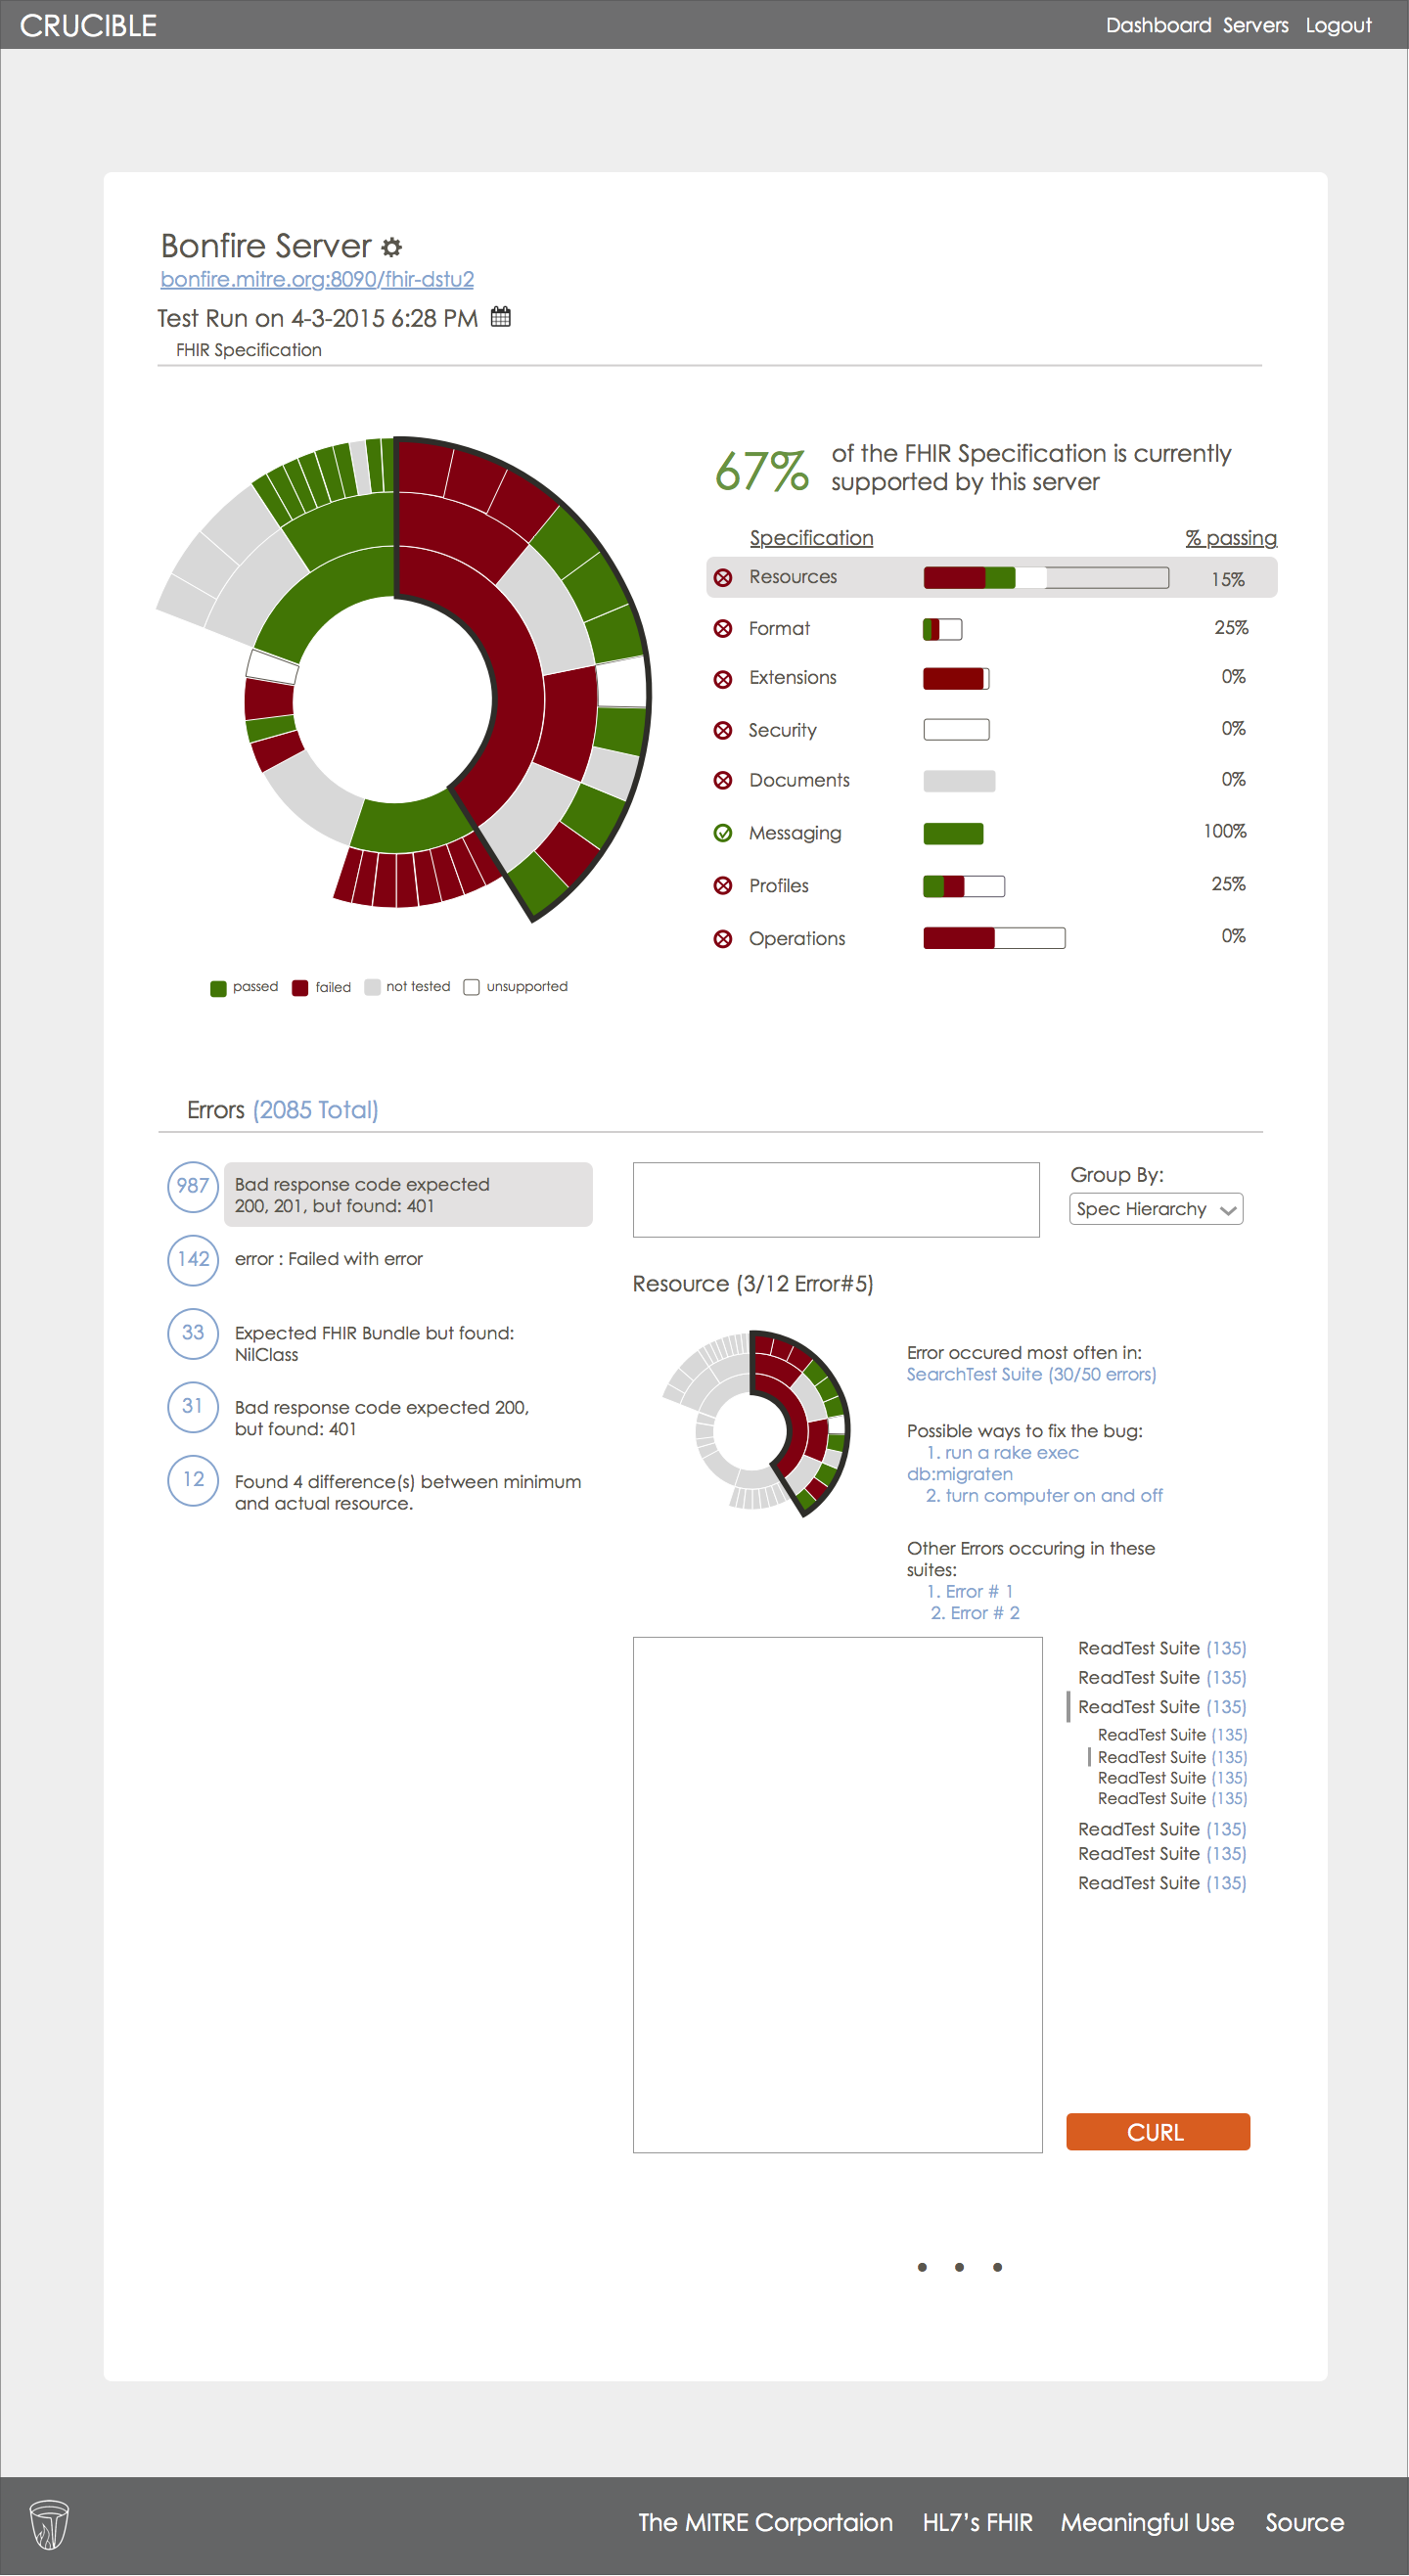 CRUCIBLE
Dashboard Servers Logout
Bonfire Server
bonfire.mitre.org:8090/fhir-dstu2
Test Run on 4-3-2015 6:28 PM
FHIR Specification
67% of the FHIR Specification is currently
supported by this server
Specification % passing
Resources 15%
Format 25%
Extensions 0%
Security 0%
Documents 0%
Messaging 100%
Profiles 25%
Operations 0%
passed failed not tested unsupported
Errors (2085 Total)
987 Bad response code expected
200, 201, but found: 401
142 error : Failed with error
33 Expected FHIR Bundle but found:
NilClass
31 Bad response code expected 200,
but found: 401
12 Found 4 difference(s) between minimum
and actual resource.
Group By:
Spec Hierarchy
Resource (3/12 Error#5)
Error occured most often in:
SearchTest Suite (30/50 errors)
Possible ways to fix the bug:
1. run a rake exec
db:migraten
2. turn computer on and off
Other Errors occuring in these
suites:
1. Error # 1
2. Error # 2
ReadTest Suite (135)
ReadTest Suite (135)
ReadTest Suite (135)
ReadTest Suite (135)
ReadTest Suite (135)
ReadTest Suite (135)
ReadTest Suite (135)
ReadTest Suite (135)
ReadTest Suite (135)
ReadTest Suite (135)
CURL
• • •
The MITRE Corportaion HL7's FHIR Meaningful Use Source